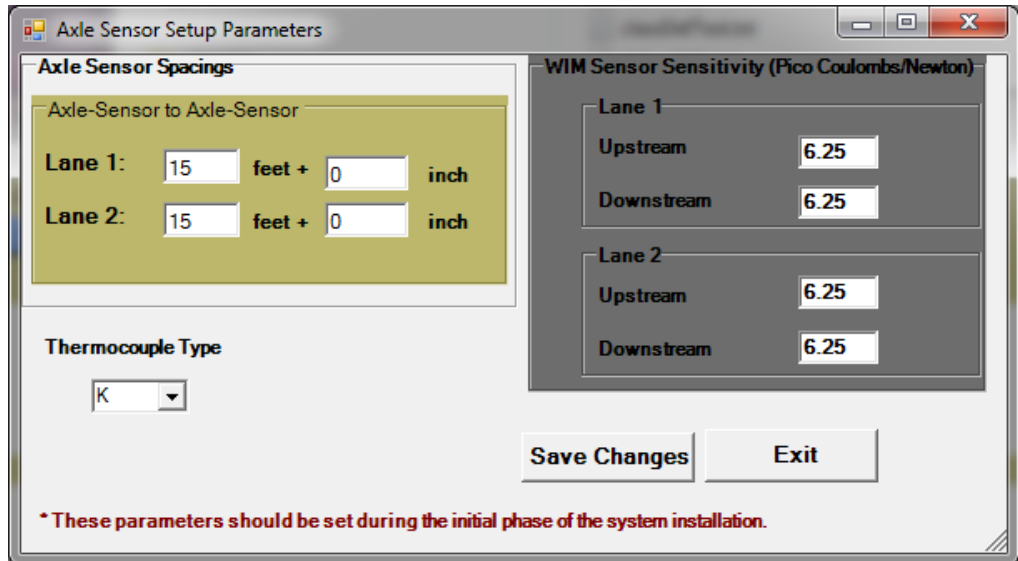 Axle Sensor Setup Parameters
Axle Sensor Spacings
Axle-Sensor to Axle-Sensor
Lane 1: 15 feet + 0 inch
Lane 2: 15 feet + 0 inch
Thermocouple Type
K
WIM Sensor Sensitivity (Pico Coulombs/Newton)
Lane 1
Upstream 6.25
Downstream 6.25
Lane 2
Upstream 6.25
Downstream 6.25
Save Changes Exit
* These parameters should be set during the initial phase of the system installation.